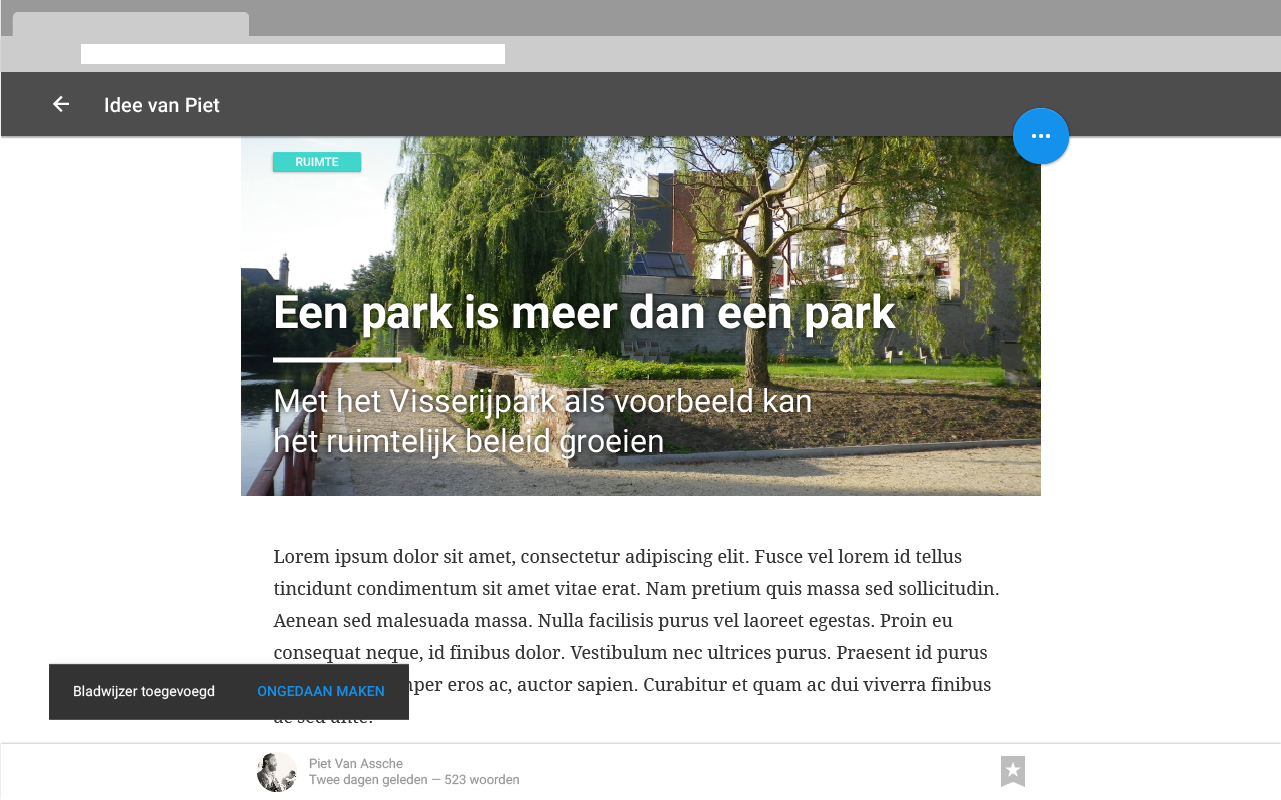 Idee van Piet
RUIMTE
Een park is meer dan een park
Met het Visserijpark als voorbeeld kan
het ruimtelijk beleid groeien
Lorem ipsum dolor sit amet, consectetur adipiscing elit. Fusce vel lorem id tellus
tincidunt condimentum sit amet vitae erat. Nam pretium quis massa sed sollicitudin.
Aenean sed malesuada massa. Nulla facilisis purus vel laoreet egestas. Proin eu
consequat neque, id finibus dolor. Vestibulum nec ultrices purus. Praesent id purus
eros ac, auctor sapien. Curabitur et quam ac dui viverra finibus
Bladwijzer toegevoegd ONGEDAAN MAKEN
ac sed ante.
Piet Van Assche
Twee dagen geleden — 523 woorden